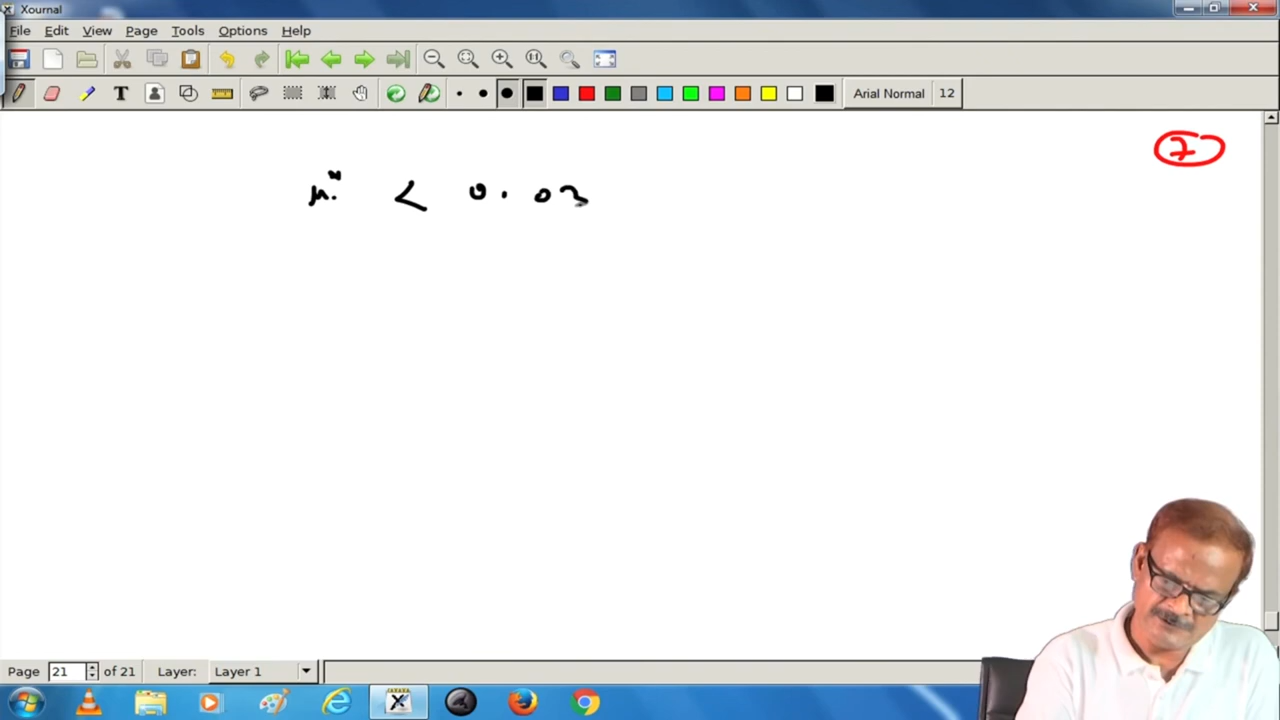 Xournal
File Edit View Page Tools Options Help
Arial Normal 12
7
< 0.03
Page 21 of 21 Layer: Layer 1